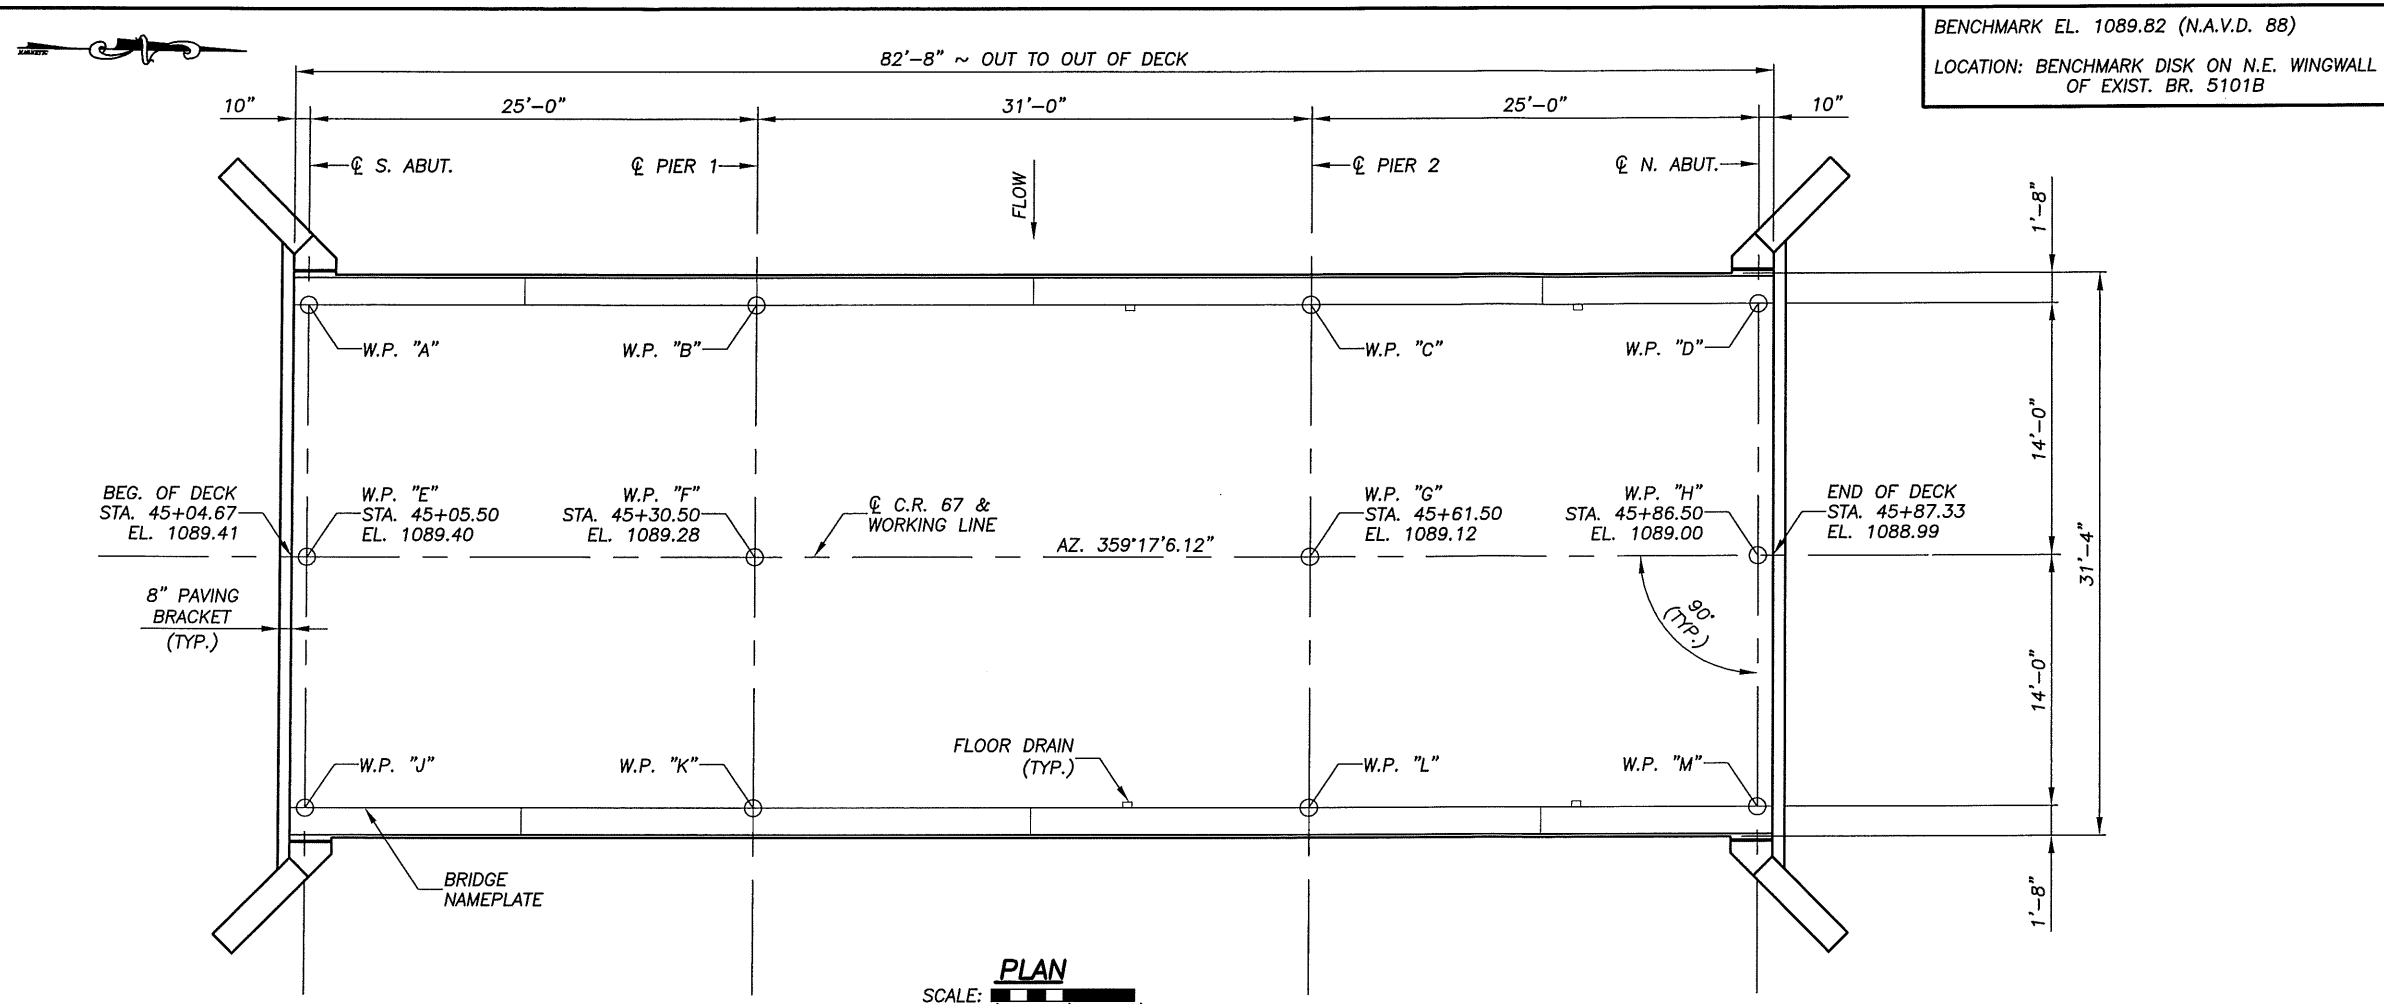 BENCHMARK EL. 1089.82 (N.A.V.D. 88)
LOCATION: BENCHMARK DISK ON N.E. WINGWALL
OF EXIST. BR. 5101B
MAGNETIC
82'-8" ~ OUT TO OUT OF DECK
10"
25'-0"
31'-0"
25'-0"
10"
℄ S. ABUT.
℄ PIER 1
FLOW
℄ PIER 2
℄ N. ABUT.
1'-8"
W.P. "A"
W.P. "B"
W.P. "C"
W.P. "D"
14'-0"
BEG. OF DECK
STA. 45+04.67
EL. 1089.41
W.P. "E"
STA. 45+05.50
EL. 1089.40
W.P. "F"
STA. 45+30.50
EL. 1089.28
℄ C.R. 67 &
WORKING LINE
AZ. 359°17'6.12"
W.P. "G"
STA. 45+61.50
EL. 1089.12
W.P. "H"
STA. 45+86.50
EL. 1089.00
END OF DECK
STA. 45+87.33
EL. 1088.99
31'-4"
8" PAVING
BRACKET
(TYP.)
90°
(TYP.)
14'-0"
W.P. "J"
W.P. "K"
FLOOR DRAIN
(TYP.)
W.P. "L"
W.P. "M"
BRIDGE
NAMEPLATE
1'-8"
PLAN
SCALE: